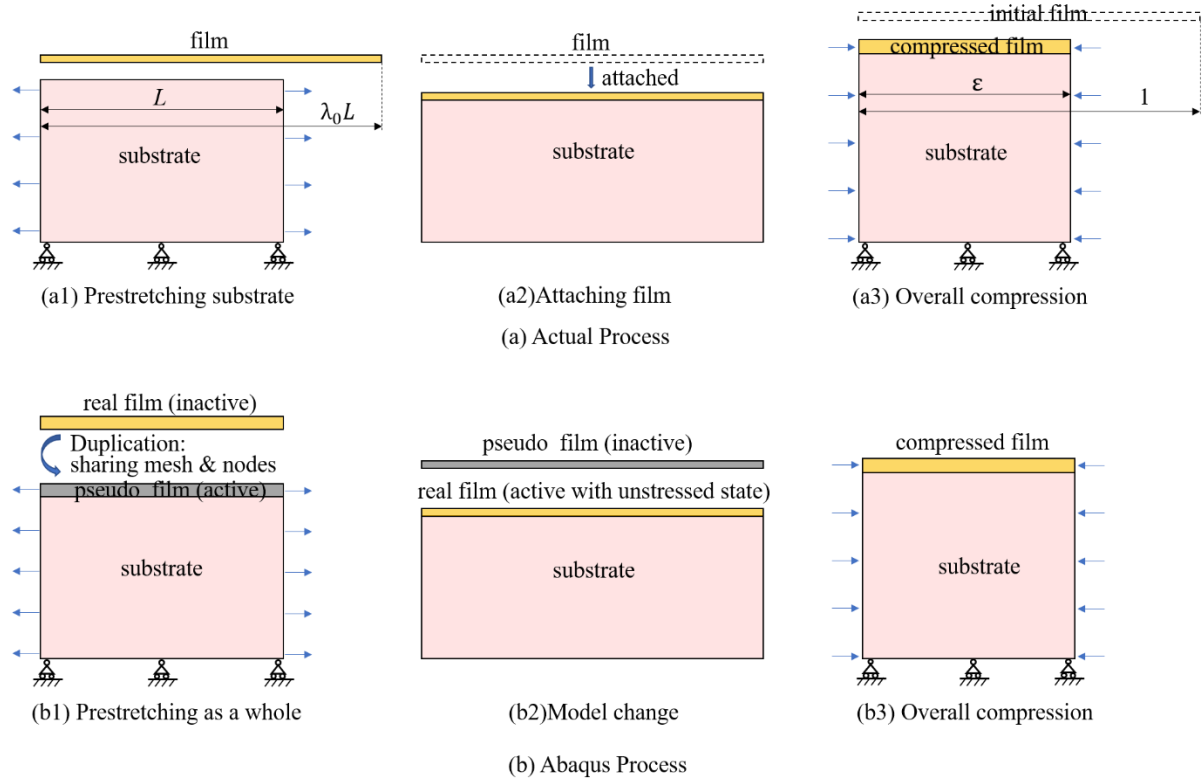 film
L
λ₀L
substrate
(a1) Prestretching substrate
film
attached
substrate
(a2)Attaching film
initial film
compressed film
ε
1
substrate
(a3) Overall compression
(a) Actual Process
real film (inactive)
Duplication:
sharing mesh & nodes
pseudo film (active)
substrate
(b1) Prestretching as a whole
pseudo film (inactive)
real film (active with unstressed state)
substrate
(b2)Model change
compressed film
substrate
(b3) Overall compression
(b) Abaqus Process